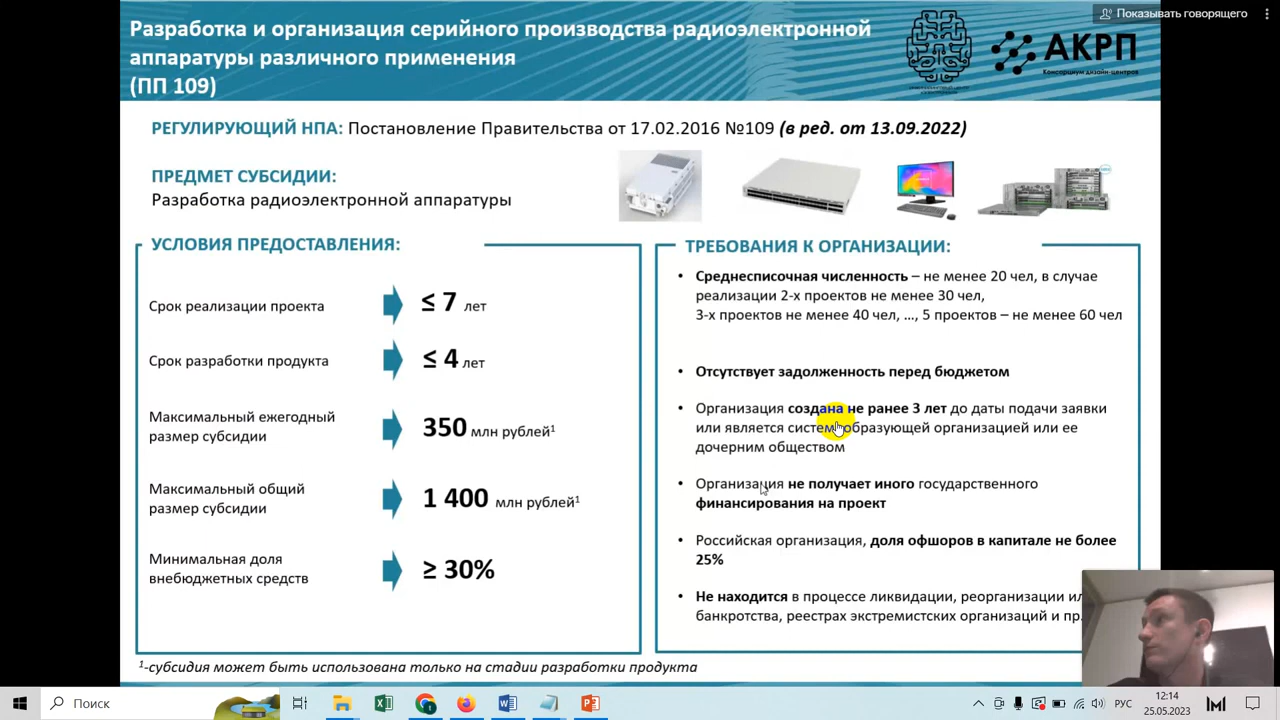 Показывать говорящего
Разработка и организация серийного производства радиоэлектронной
аппаратуры различного применения
(ПП 109)
АКРП
Консорциум дизайн-центров
РЕГУЛИРУЮЩИЙ НПА: Постановление Правительства от 17.02.2016 №109 (в ред. от 13.09.2022)
ПРЕДМЕТ СУБСИДИИ:
Разработка радиоэлектронной аппаратуры
УСЛОВИЯ ПРЕДОСТАВЛЕНИЯ:
Срок реализации проекта
≤ 7 лет
Срок разработки продукта
≤ 4 лет
Максимальный ежегодный
размер субсидии
350 млн рублей¹
Максимальный общий
размер субсидии
1 400 млн рублей¹
Минимальная доля
внебюджетных средств
≥ 30%
ТРЕБОВАНИЯ К ОРГАНИЗАЦИИ:
• Среднесписочная численность – не менее 20 чел, в случае
реализации 2-х проектов не менее 30 чел,
3-х проектов не менее 40 чел, ..., 5 проектов – не менее 60 чел
• Отсутствует задолженность перед бюджетом
• Организация создана не ранее 3 лет до даты подачи заявки
или является системообразующей организацией или ее
дочерним обществом
• Организация не получает иного государственного
финансирования на проект
• Российская организация, доля офшоров в капитале не более
25%
• Не находится в процессе ликвидации, реорганизации ил
банкротства, реестрах экстремистских организаций и пр.
¹-субсидия может быть использована только на стадии разработки продукта
Поиск
РУС
12:14
25.05.2023